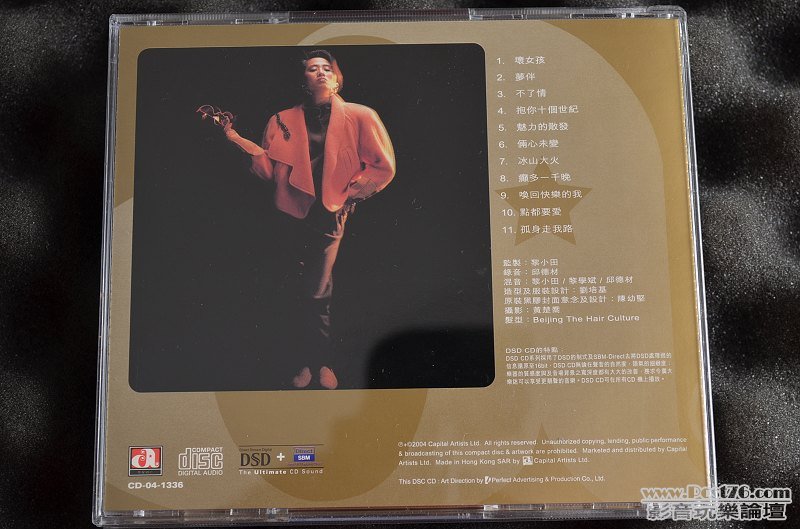 1. 壞女孩
2. 夢伴
3. 不了情
4. 抱你十個世紀
5. 魅力的散發
6. 倆心未變
7. 冰山大火
8. 癲多一千晚
9. 喚回快樂的我
10. 點都要愛
11. 孤身走我路
監製：黎小田
錄音：邱德材
混音：黎小田 / 黎學斌 / 邱德材
造型及服裝設計：劉培基
原裝黑膠封面意念及設計：陳幼堅
攝影：黃楚喬
髮型：Beijing The Hair Culture
DSD CD的特點：
COMPACT
disc
DIGITAL AUDIO
DSD
+
SBM
The Ultimate CD Sound
CD-04-1336
℗+©2004 Capital Artists Ltd. All rights reserved. Unauthorized copying, lending, public performance
& broadcasting of this compact disc & artwork are prohibited. Marketed and distributed by Capital
Artists Ltd. Made in Hong Kong SAR by Capital Artists Ltd.
This DSC CD : Art Direction by Perfect Advertising & Production Co., Ltd.
www.Post76.com
影音玩樂論壇